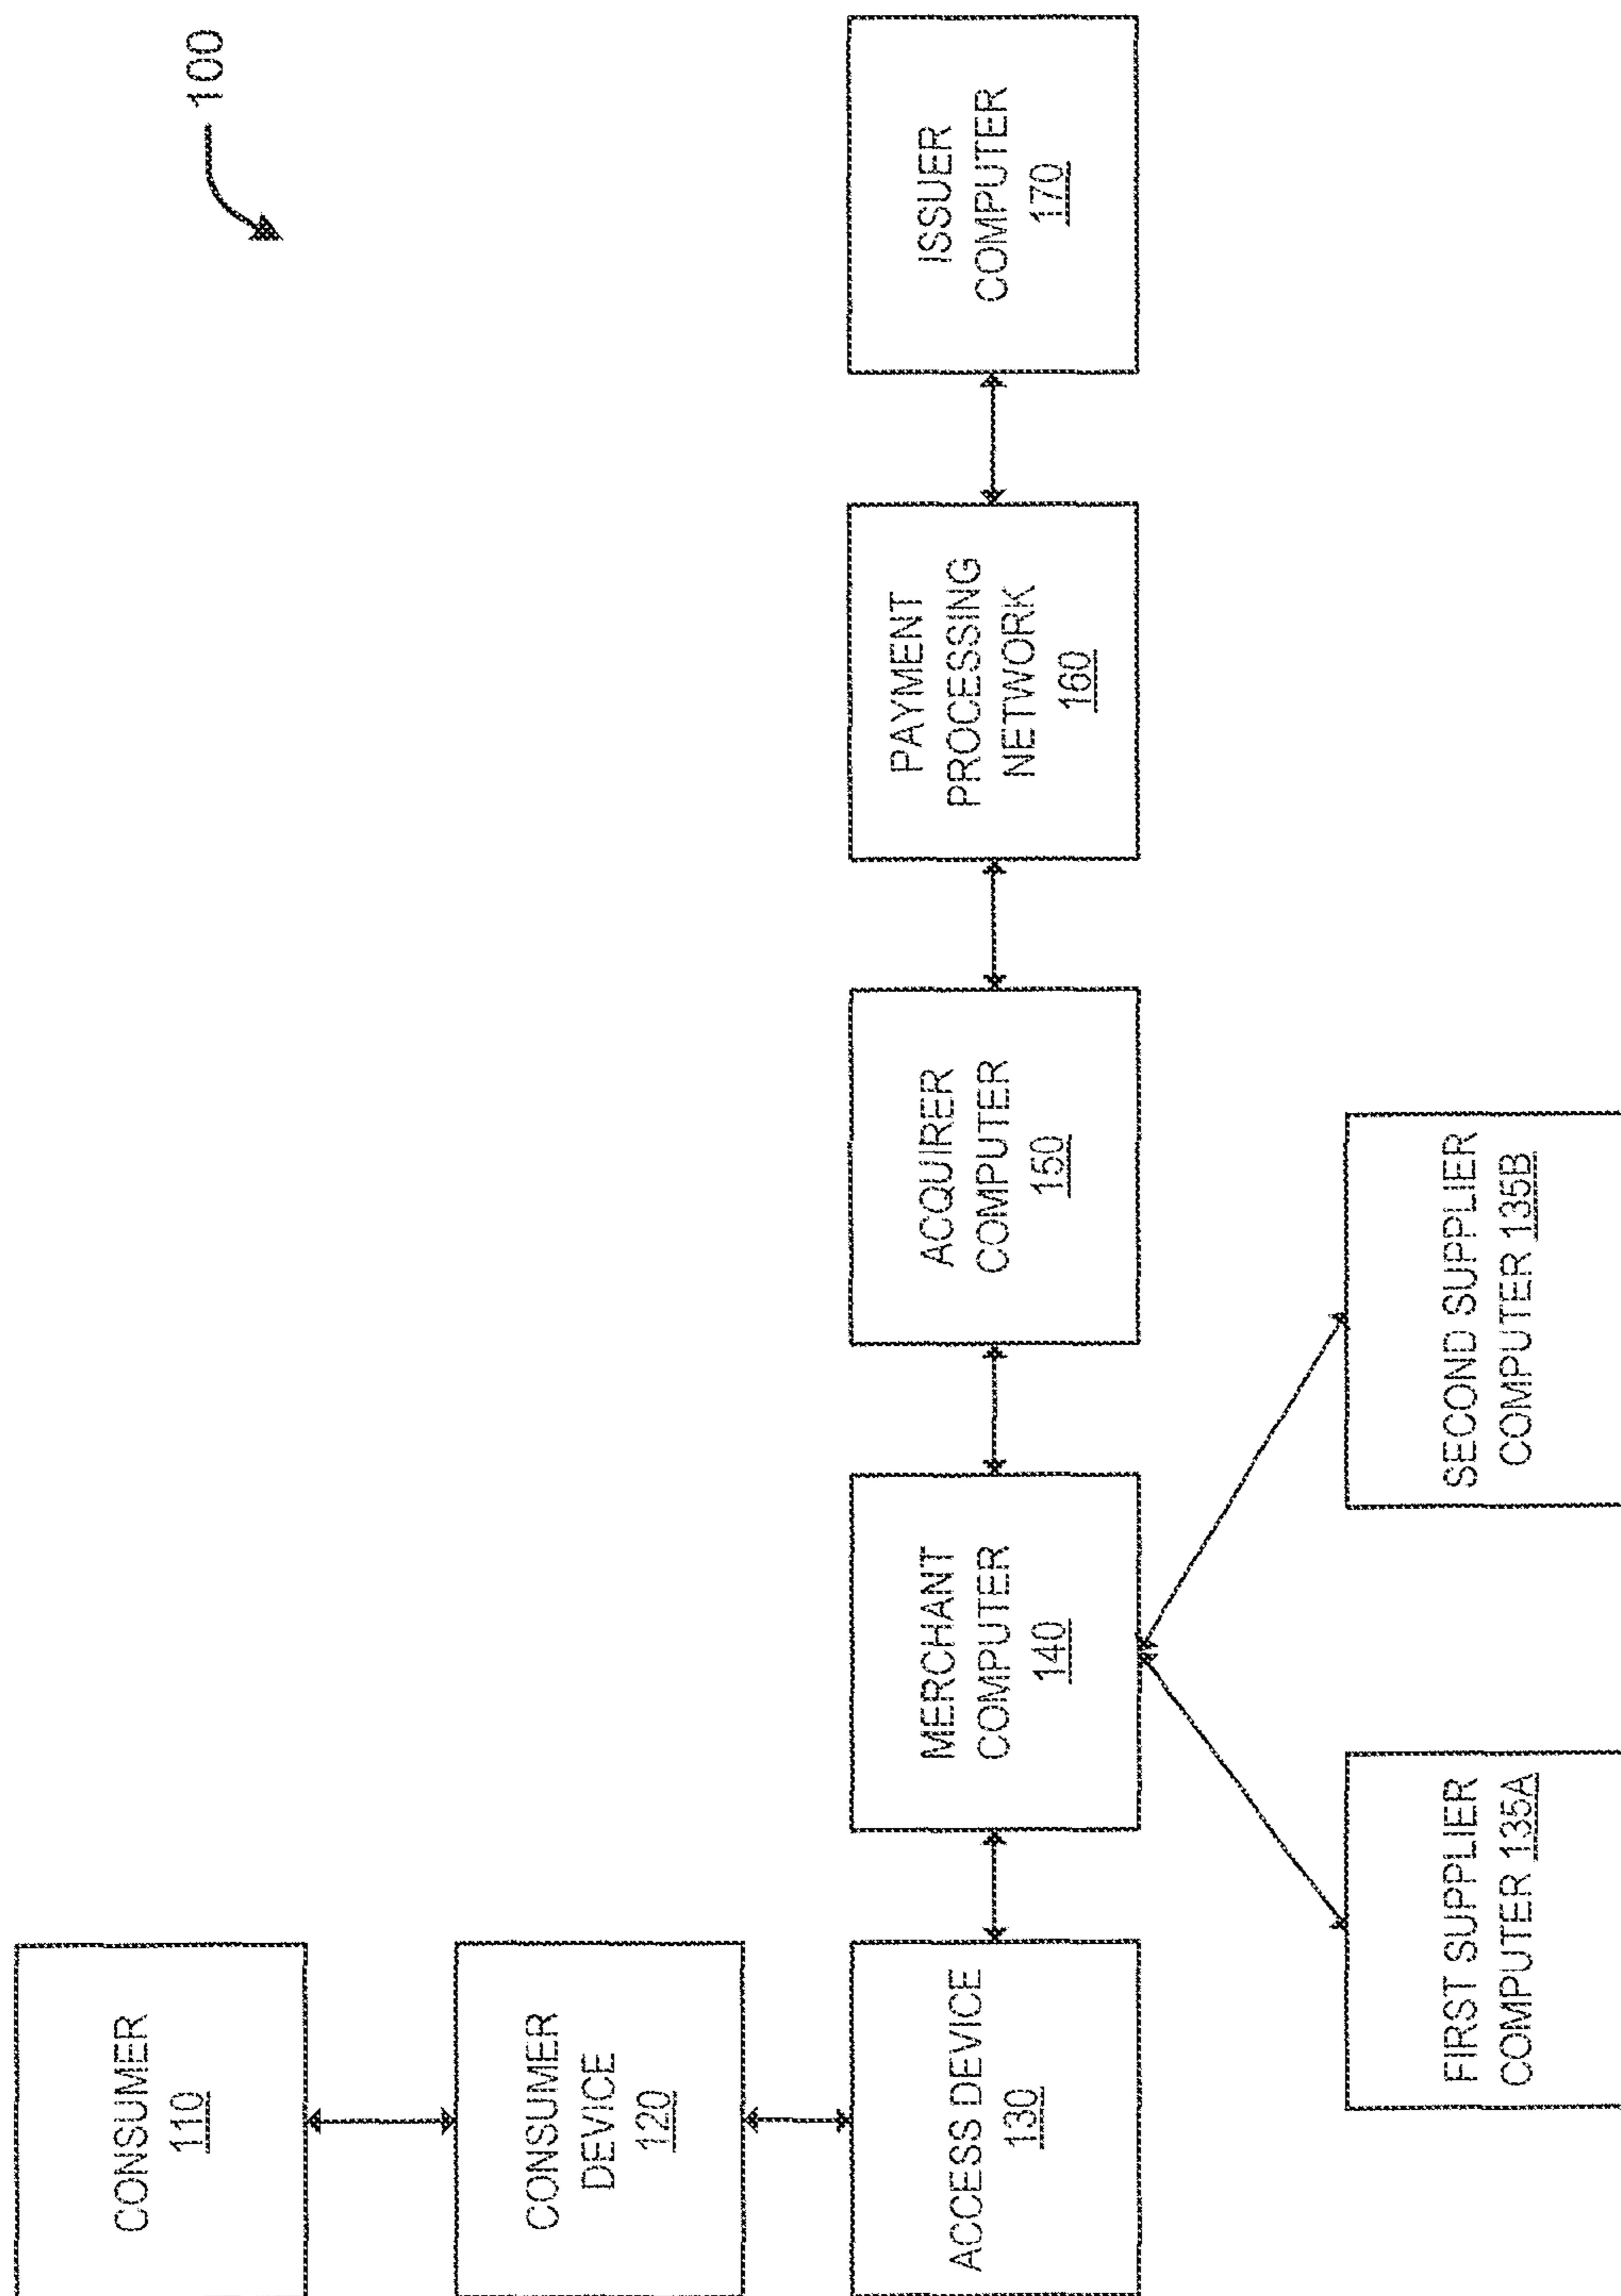 100
CONSUMER
110
CONSUMER
DEVICE
120
ACCESS DEVICE
130
MERCHANT
COMPUTER
140
ACQUIRER
COMPUTER
150
PAYMENT
PROCESSING
NETWORK
160
ISSUER
COMPUTER
170
FIRST SUPPLIER
COMPUTER 135A
SECOND SUPPLIER
COMPUTER 135B